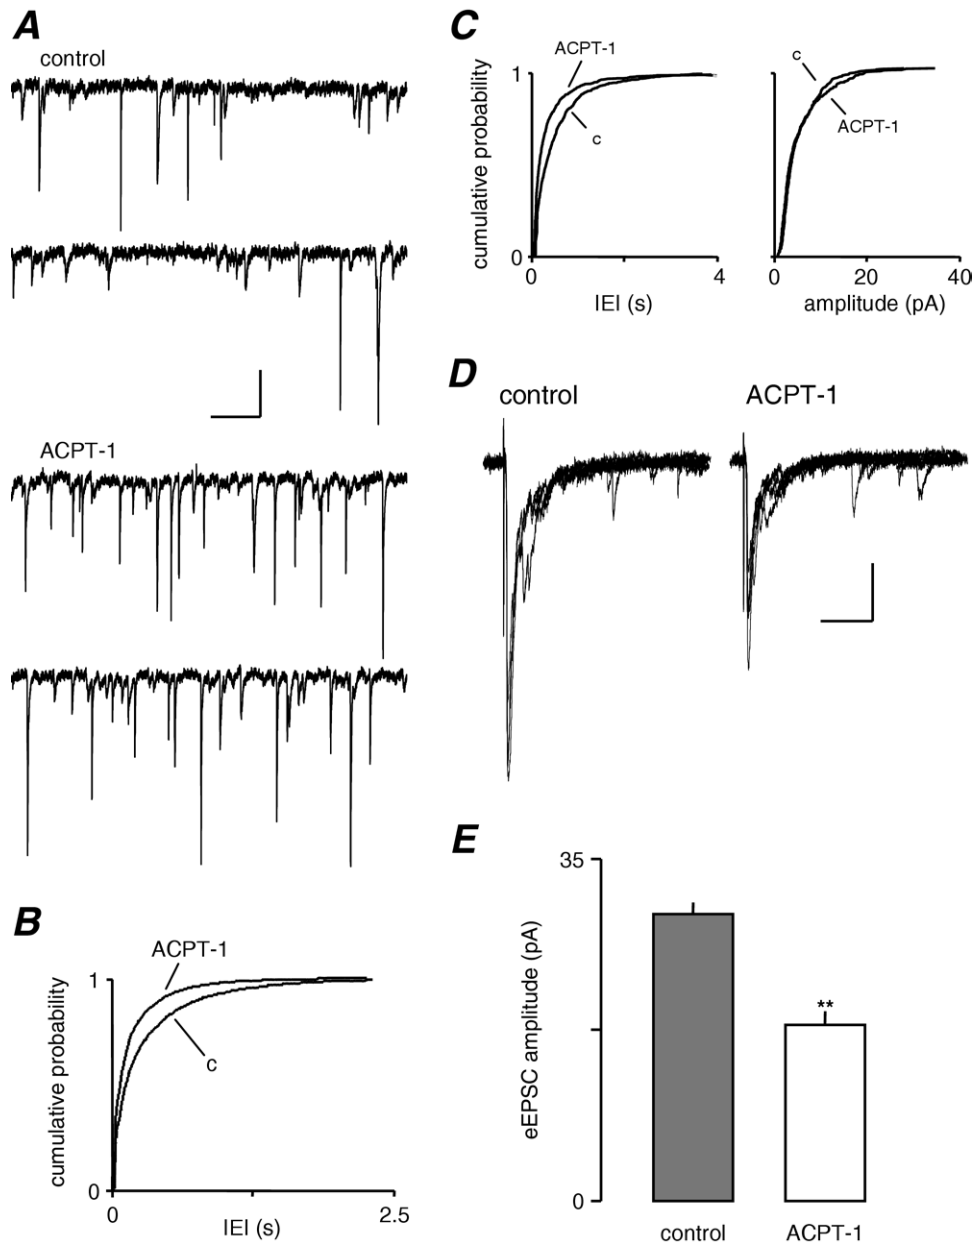 A
control
ACPT-1
B
cumulative probability
1
0
ACPT-1
c
0
2.5
IEI (s)
C
cumulative probability
1
0
ACPT-1
c
0
4
IEI (s)
c
ACPT-1
0
20
40
amplitude (pA)
D
control
ACPT-1
E
eEPSC amplitude (pA)
35
0
**
control
ACPT-1